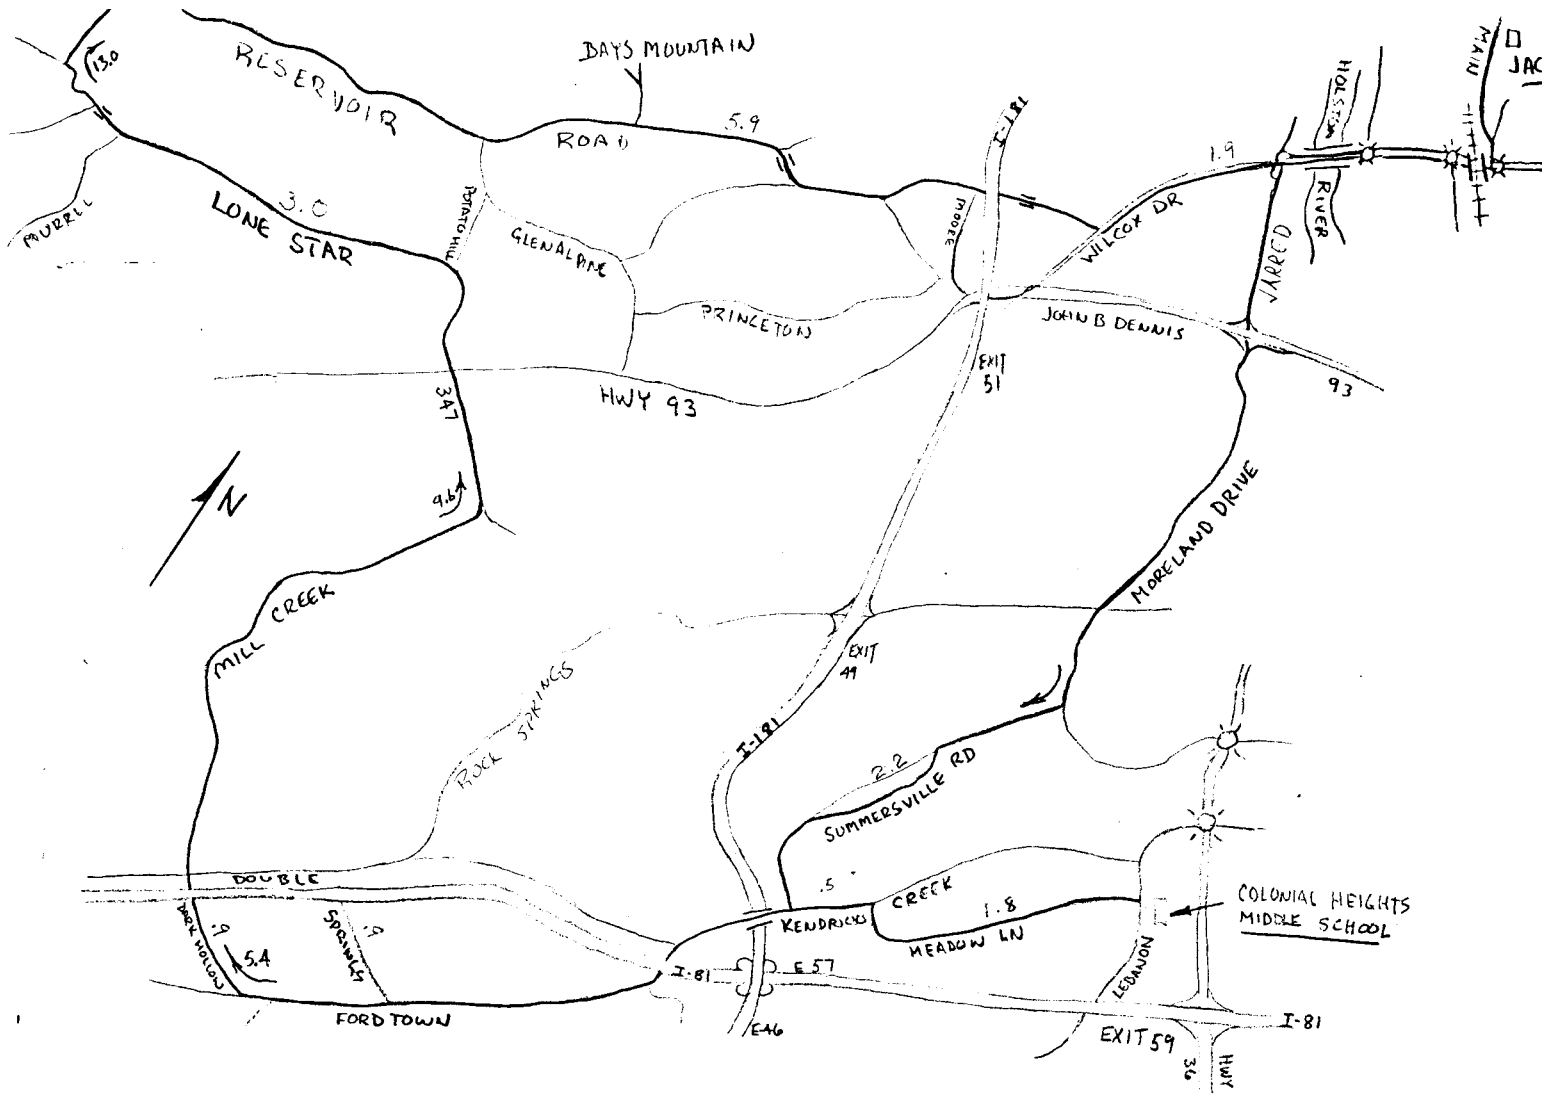 13.0
RESERVOIR
BAYS MOUNTAIN
ROAD
5.9
I-181
1.9
HOLSTON
RIVER
MAIN
JAC
MURRELL
3.0
LONE STAR
POTATO HILL
GLENALPINE
MOORE
WILCOX DR
JARRED
PRINCETON
JOHN B DENNIS
EXIT
51
93
347
HWY 93
N
9.6
MORELAND DRIVE
MILL CREEK
EXIT
49
ROCK SPRINGS
I-181
2.2
SUMMERSVILLE RD
DOUBLE
SPRINGS
.9
DARK HOLLOW
.9
5.4
.5
KENDRICKS
CREEK
1.8
MEADOW LN
COLONIAL HEIGHTS
MIDDLE SCHOOL
LEBANON
I-81
E 57
FORDTOWN
E46
EXIT 59
I-81
HWY
36